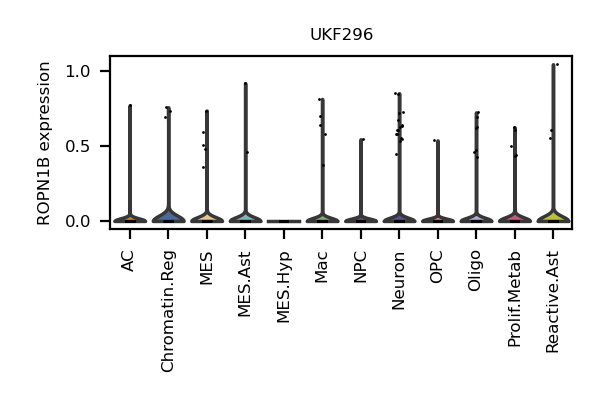 UKF296
ROPN1B expression
1.0
0.5
0.0
AC
Chromatin.Reg
MES
MES.Ast
MES.Hyp
Mac
NPC
Neuron
OPC
Oligo
Prolif.Metab
Reactive.Ast